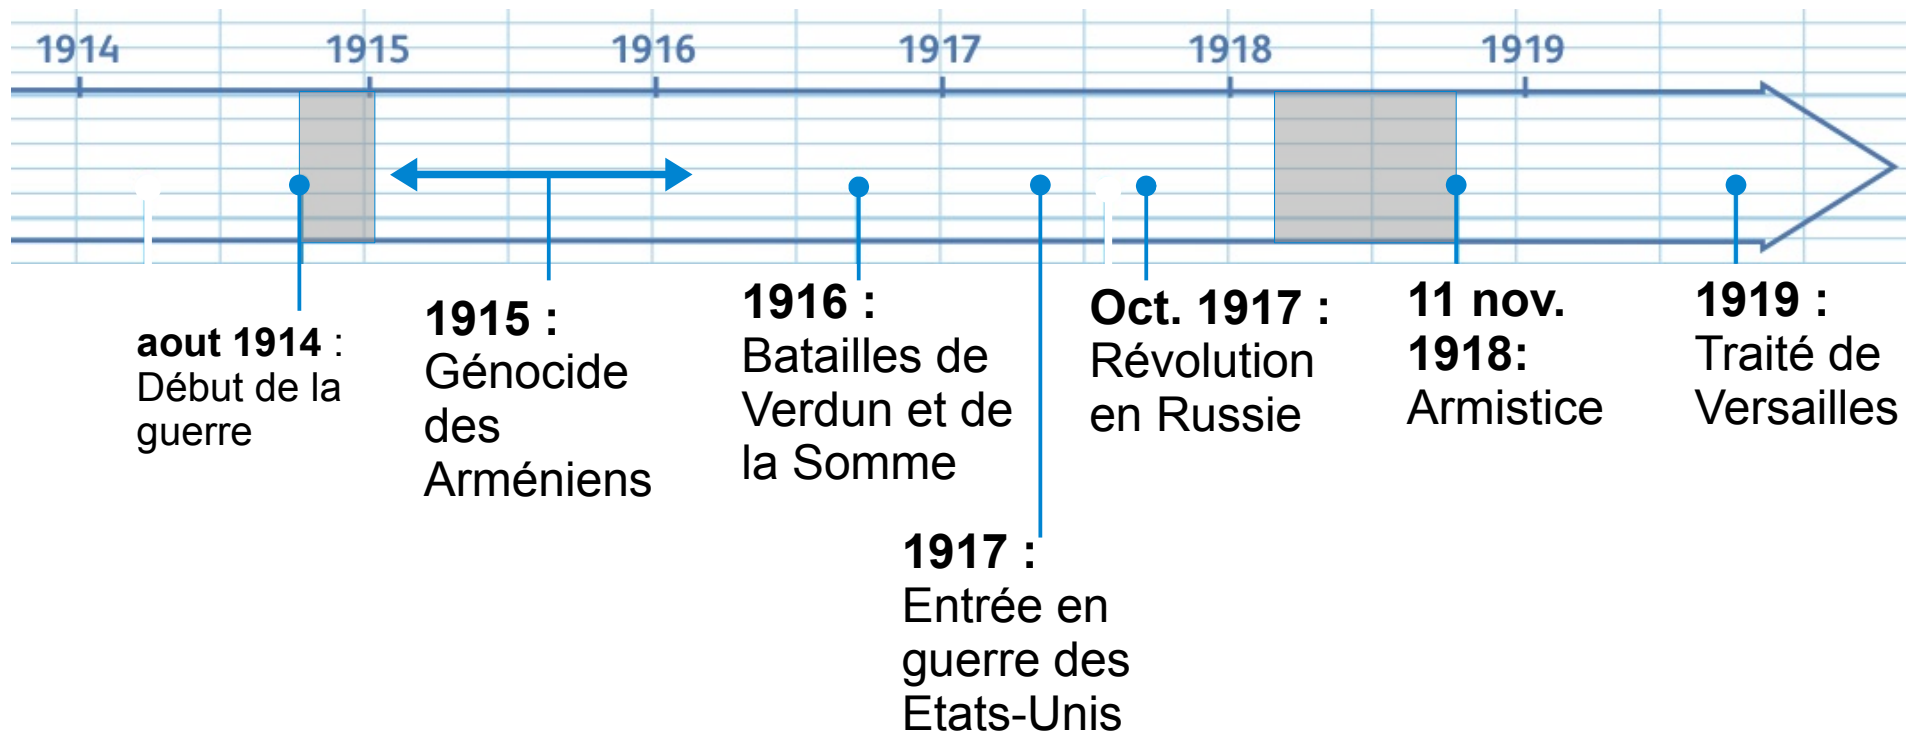 1914 1915 1916 1917 1918 1919
aout 1914 :
Début de la
guerre
1915 :
Génocide
des
Arméniens
1916 :
Batailles de
Verdun et de
la Somme
1917 :
Entrée en
guerre des
Etats-Unis
Oct. 1917 :
Révolution
en Russie
11 nov.
1918:
Armistice
1919 :
Traité de
Versailles